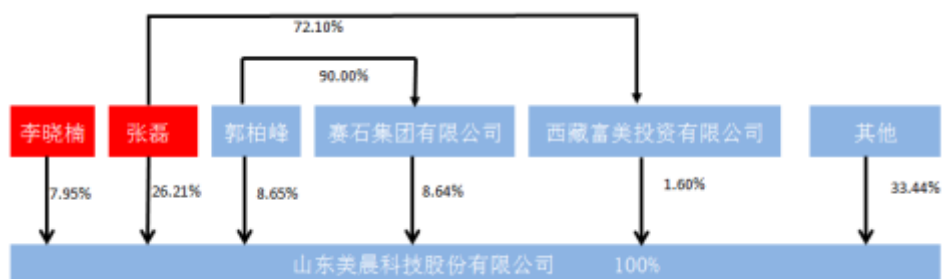 72.10%
90.00%
李晓楠
张磊
郭柏峰
赛石集团有限公司
西藏富美投资有限公司
其他
7.95%
26.21%
8.65%
8.64%
1.60%
33.44%
山东美晨科技股份有限公司 100%